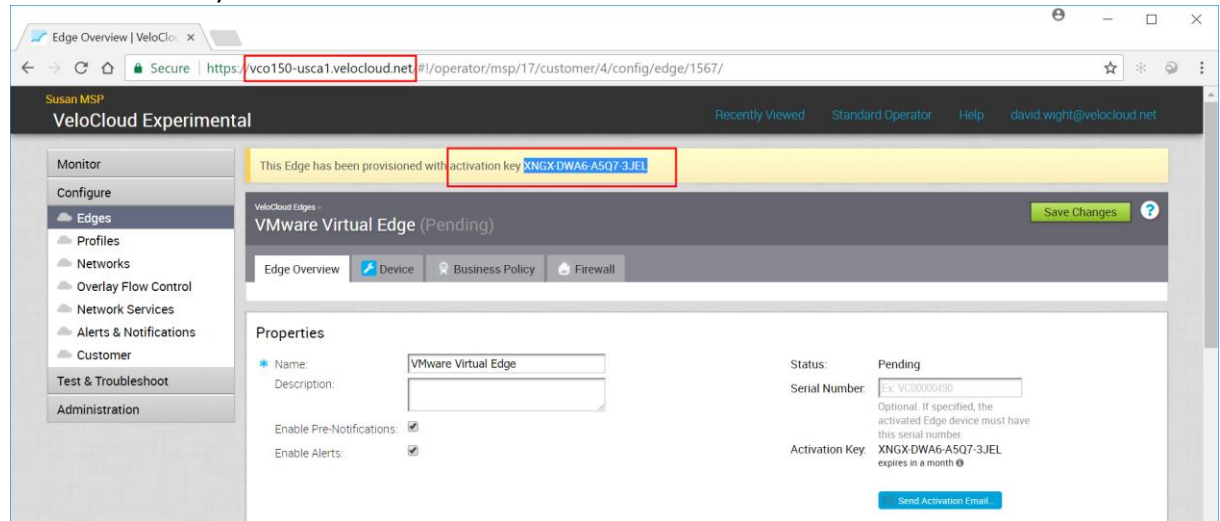 Edge Overview | VeloClo
Secure | https://vco150-usca1.velocloud.net/#!/operator/msp/17/customer/4/config/edge/1567/
Susan MSP
VeloCloud Experimental
Recently Viewed Standard Operator Help david.wight@velocloud.net
Monitor
Configure
Edges
Profiles
Networks
Overlay Flow Control
Network Services
Alerts & Notifications
Customer
Test & Troubleshoot
Administration
This Edge has been provisioned with activation key XNGX-DWA6-A5Q7-3JEL
VeloCloud Edges
VMware Virtual Edge (Pending)
Save Changes ?
Edge Overview Device Business Policy Firewall
Properties
* Name: VMware Virtual Edge
Description:
Enable Pre-Notifications:
Enable Alerts:
Status: Pending
Serial Number: Ex: VC00000490
Optional. If specified, the
activated Edge device must have
this serial number.
Activation Key: XNGX-DWA6-A5Q7-3JEL
expires in a month
Send Activation Email...